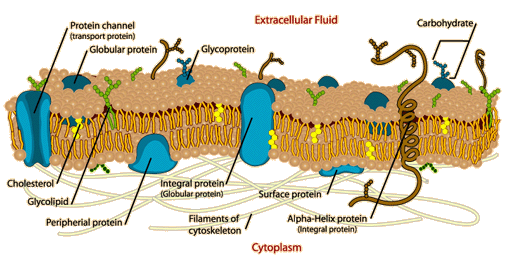 Extracellular Fluid
Carbohydrate
Protein channel
(transport protein)
Globular protein
Glycoprotein
Cholesterol
Glycolipid
Peripherial protein
Integral protein
(Globular protein)
Filaments of
cytoskeleton
Surface protein
Alpha-Helix protein
(Integral protein)
Cytoplasm